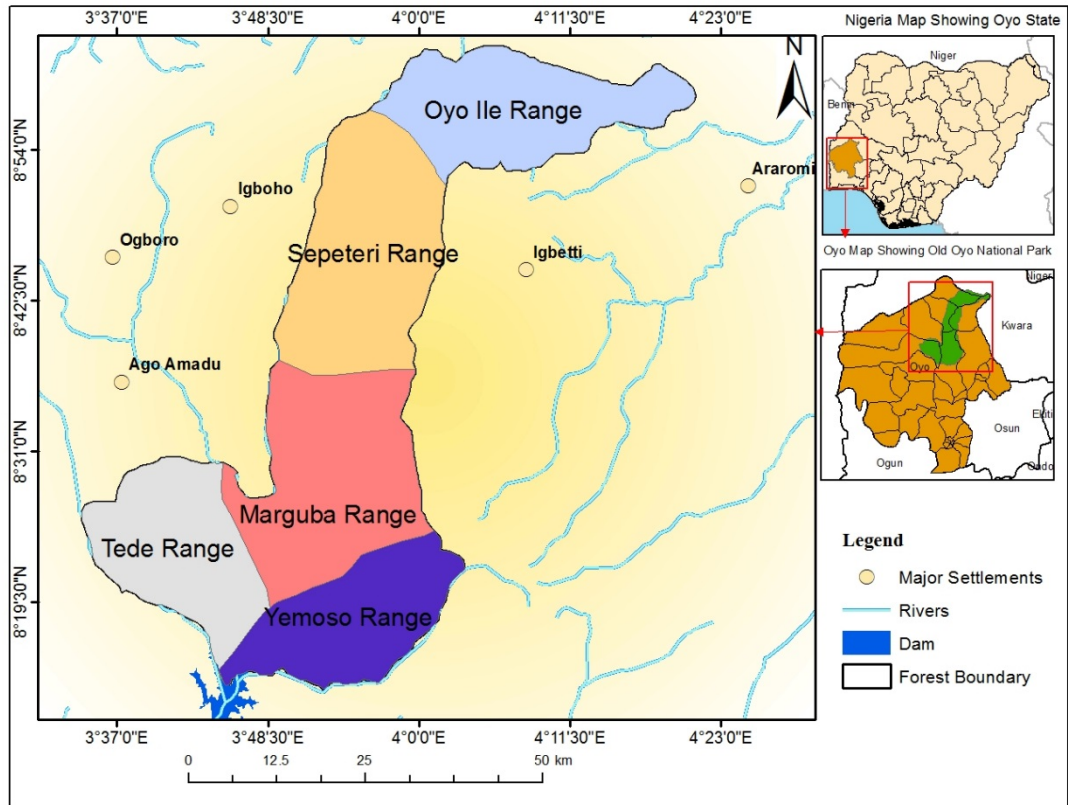 3°37'0"E 3°48'30"E 4°00'E 4°11'30"E 4°23'0"E
8°54'0"N
8°42'30"N
8°31'0"N
8°19'30"N
N
Oyo Ile Range
Araromi
Igboho
Ogboro
Sepeteri Range
Igbetti
Ago Amadu
Marguba Range
Tede Range
Yemoso Range
3°37'0"E 3°48'30"E 4°00'E 4°11'30"E 4°23'0"E
0 12.5 25 50 km
Nigeria Map Showing Oyo State
Niger
Benin
Oyo Map Showing Old Oyo National Park
Niger
Kwara
Oyo
Osun
Ekiti
Ogun
Ondo
Legend
Major Settlements
Rivers
Dam
Forest Boundary